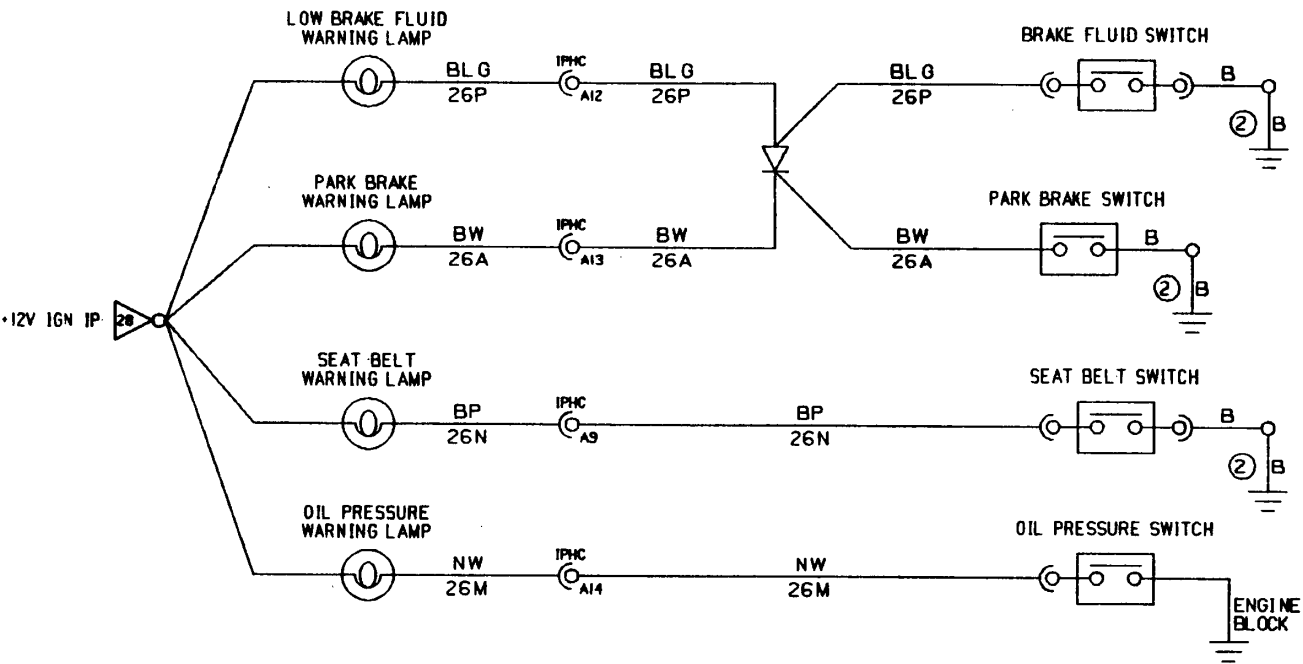 LOW BRAKE FLUID
WARNING LAMP
BRAKE FLUID SWITCH
BLG
26P
IPHC
A12
BLG
26P
BLG
26P
B
2
B
PARK BRAKE
WARNING LAMP
PARK BRAKE SWITCH
BW
26A
IPHC
A13
BW
26A
BW
26A
B
2
B
+12V IGN IP
28
SEAT BELT
WARNING LAMP
SEAT BELT SWITCH
BP
26N
IPHC
A9
BP
26N
B
2
B
OIL PRESSURE
WARNING LAMP
OIL PRESSURE SWITCH
NW
26M
IPHC
A14
NW
26M
ENGINE
BLOCK